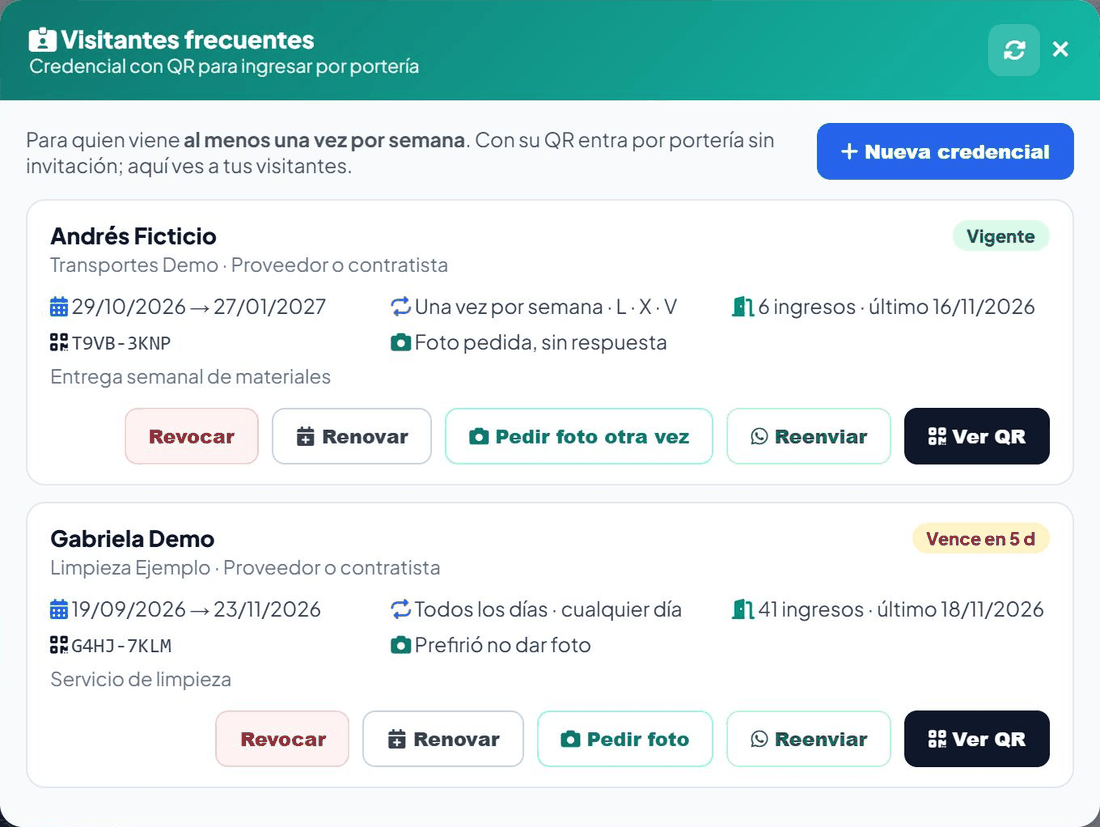 Visitantes frecuentes
Credencial con QR para ingresar por portería
Para quien viene al menos una vez por semana. Con su QR entra por portería sin
invitación; aquí ves a tus visitantes.
+ Nueva credencial
Andrés Ficticio
Vigente
Transportes Demo · Proveedor o contratista
29/10/2026 → 27/01/2027
Una vez por semana · L · X · V
6 ingresos · último 16/11/2026
T9VB-3KNP
Foto pedida, sin respuesta
Entrega semanal de materiales
Revocar
Renovar
Pedir foto otra vez
Reenviar
Ver QR
Gabriela Demo
Vence en 5 d
Limpieza Ejemplo · Proveedor o contratista
19/09/2026 → 23/11/2026
Todos los días · cualquier día
41 ingresos · último 18/11/2026
G4HJ-7KLM
Prefirió no dar foto
Servicio de limpieza
Revocar
Renovar
Pedir foto
Reenviar
Ver QR